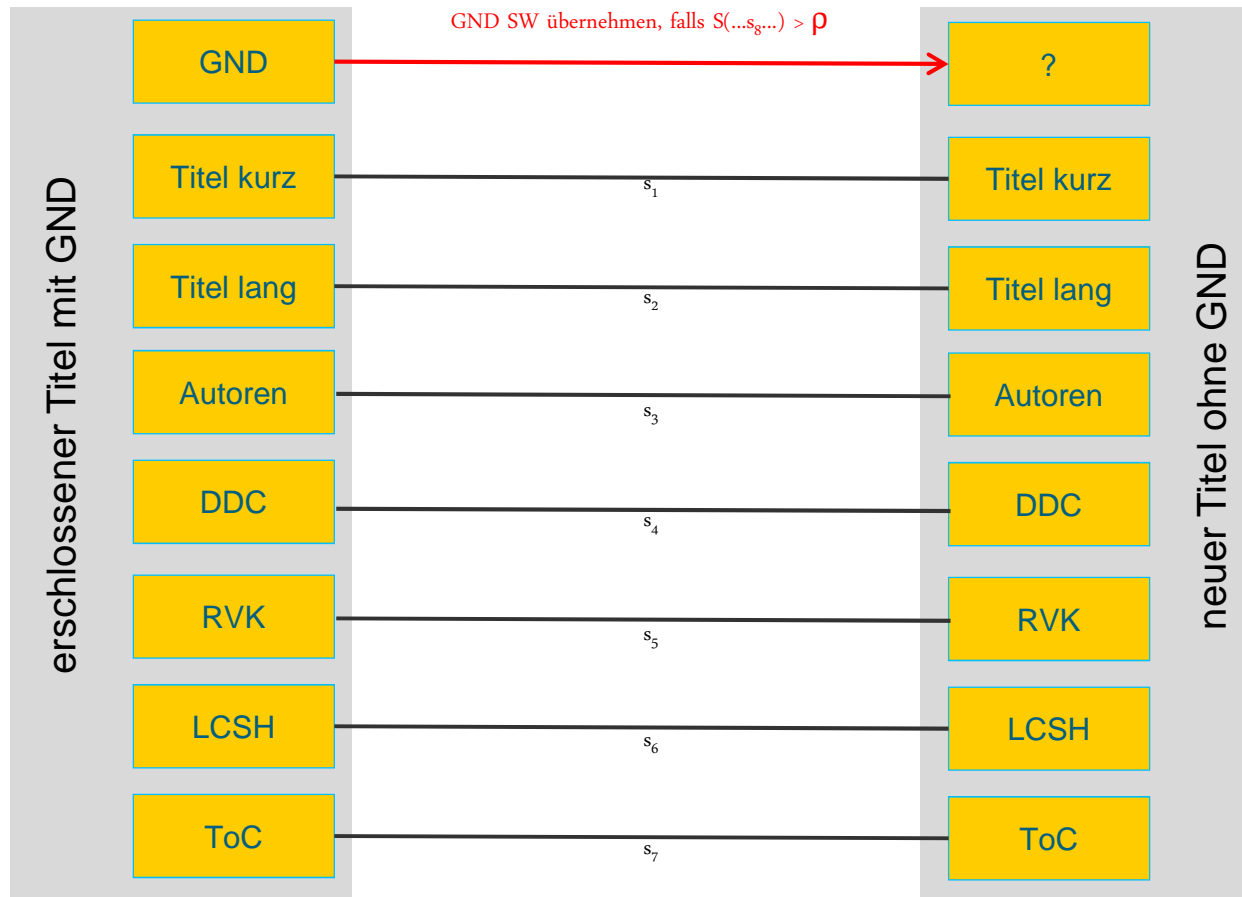 GND SW übernehmen, falls S(...s₈...) > ρ
GND
?
Titel kurz
s₁
Titel kurz
Titel lang
s₂
Titel lang
Autoren
s₃
Autoren
DDC
s₄
DDC
RVK
s₅
RVK
LCSH
s₆
LCSH
ToC
s₇
ToC
erschlossener Titel mit GND
neuer Titel ohne GND